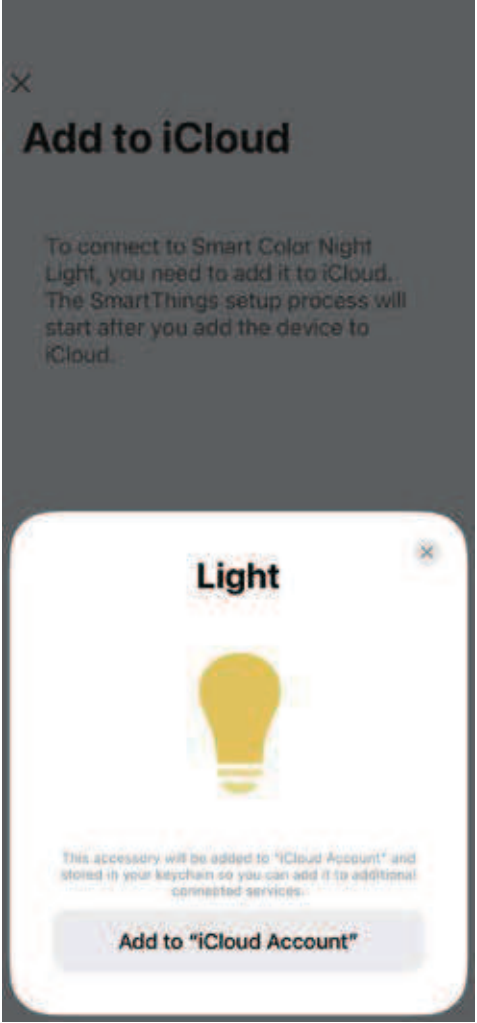 Add to iCloud
To connect to Smart Color Night
Light, you need to add it to iCloud.
The SmartThings setup process will
start after you add the device to
iCloud.
Light
This accessory will be added to "iCloud Account" and
stored in your keychain so you can add it to additional
connected services.
Add to “iCloud Account”